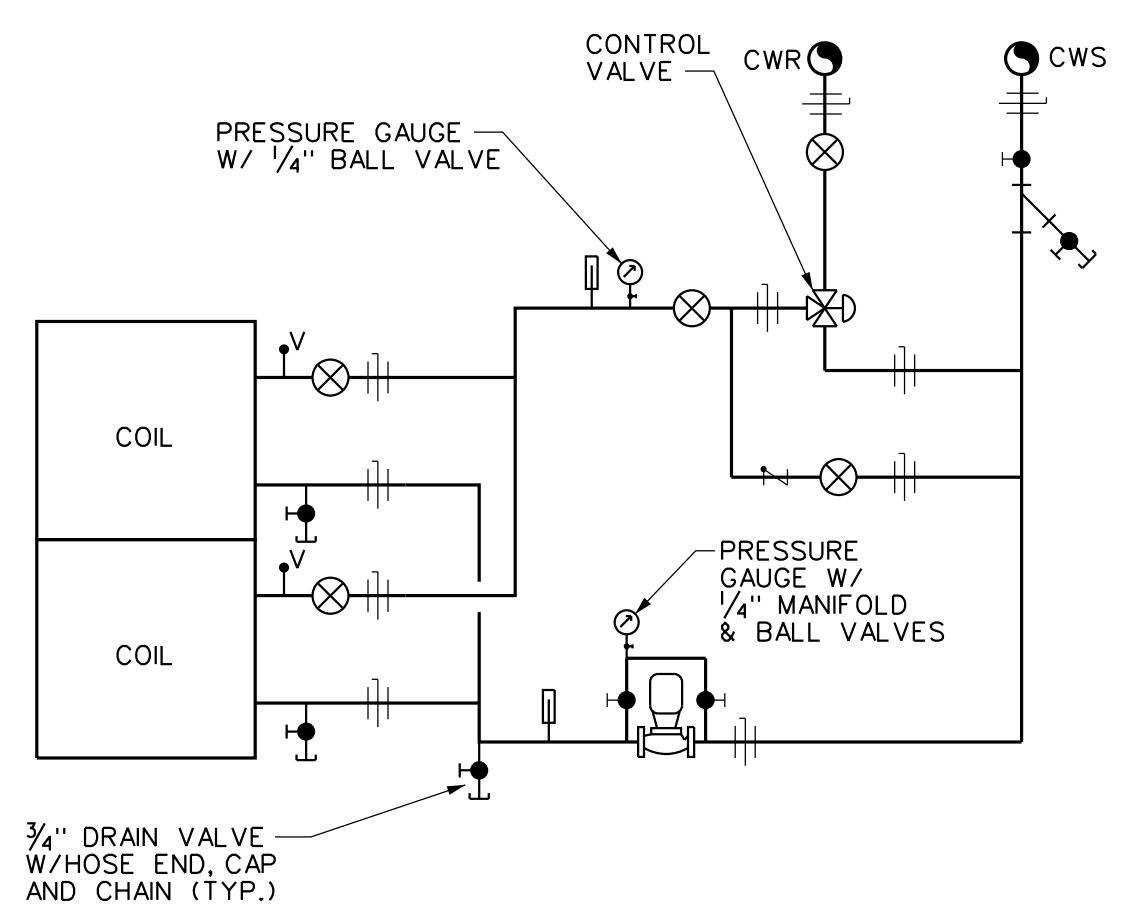 CONTROL
VALVE
CWR
CWS
PRESSURE GAUGE
W/ 1/4" BALL VALVE
V
COIL
V
COIL
PRESSURE
GAUGE W/
1/4" MANIFOLD
& BALL VALVES
3/4" DRAIN VALVE
W/HOSE END, CAP
AND CHAIN (TYP.)